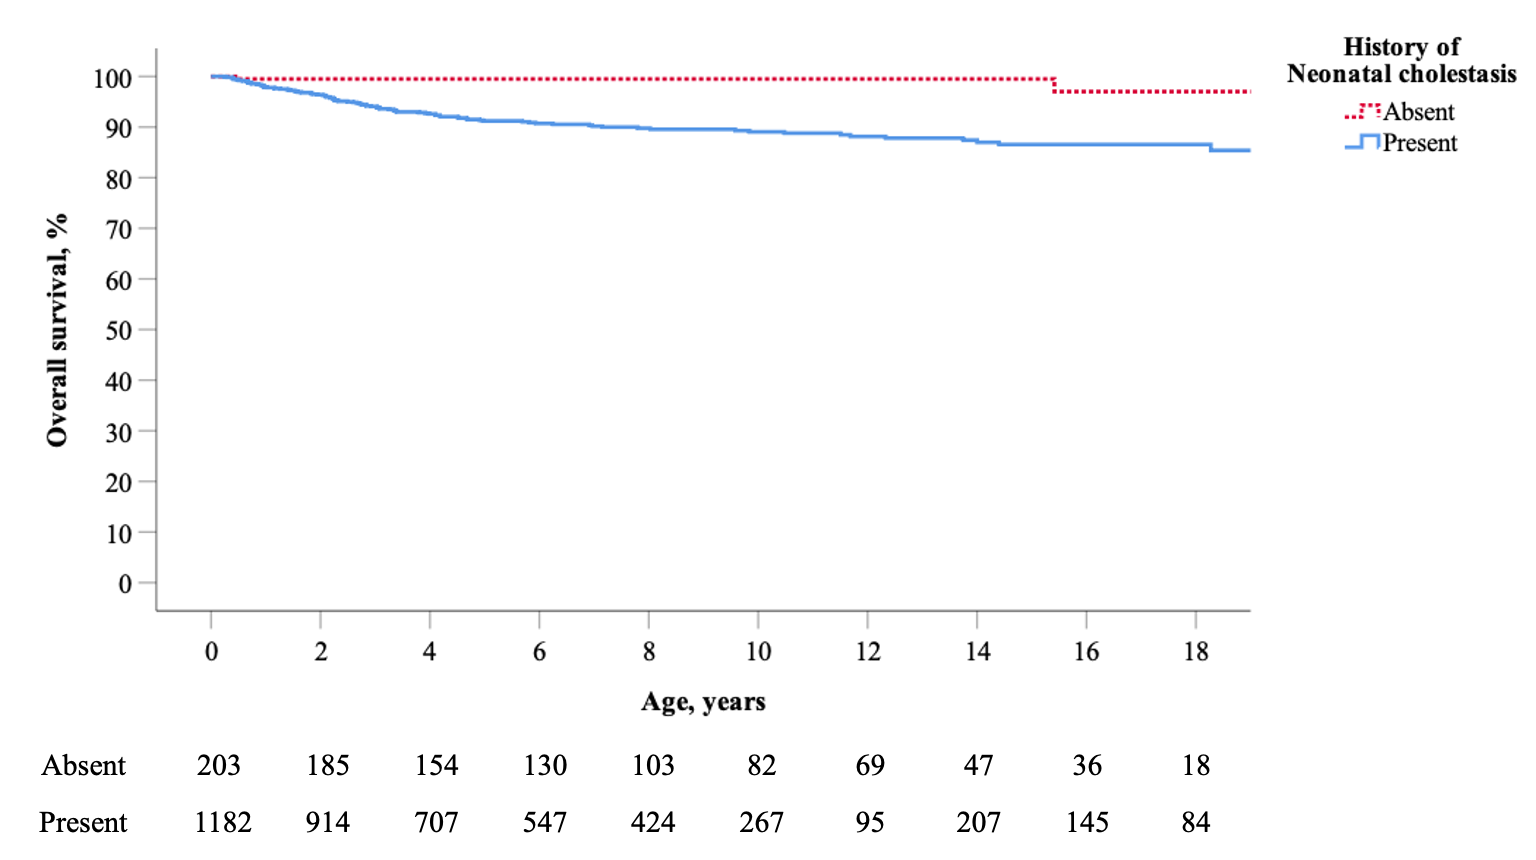 History of
Neonatal cholestasis
Absent
Present
Overall survival, %
100
90
80
70
60
50
40
30
20
10
0
0 2 4 6 8 10 12 14 16 18
Age, years
Absent 203 185 154 130 103 82 69 47 36 18
Present 1182 914 707 547 424 267 95 207 145 84